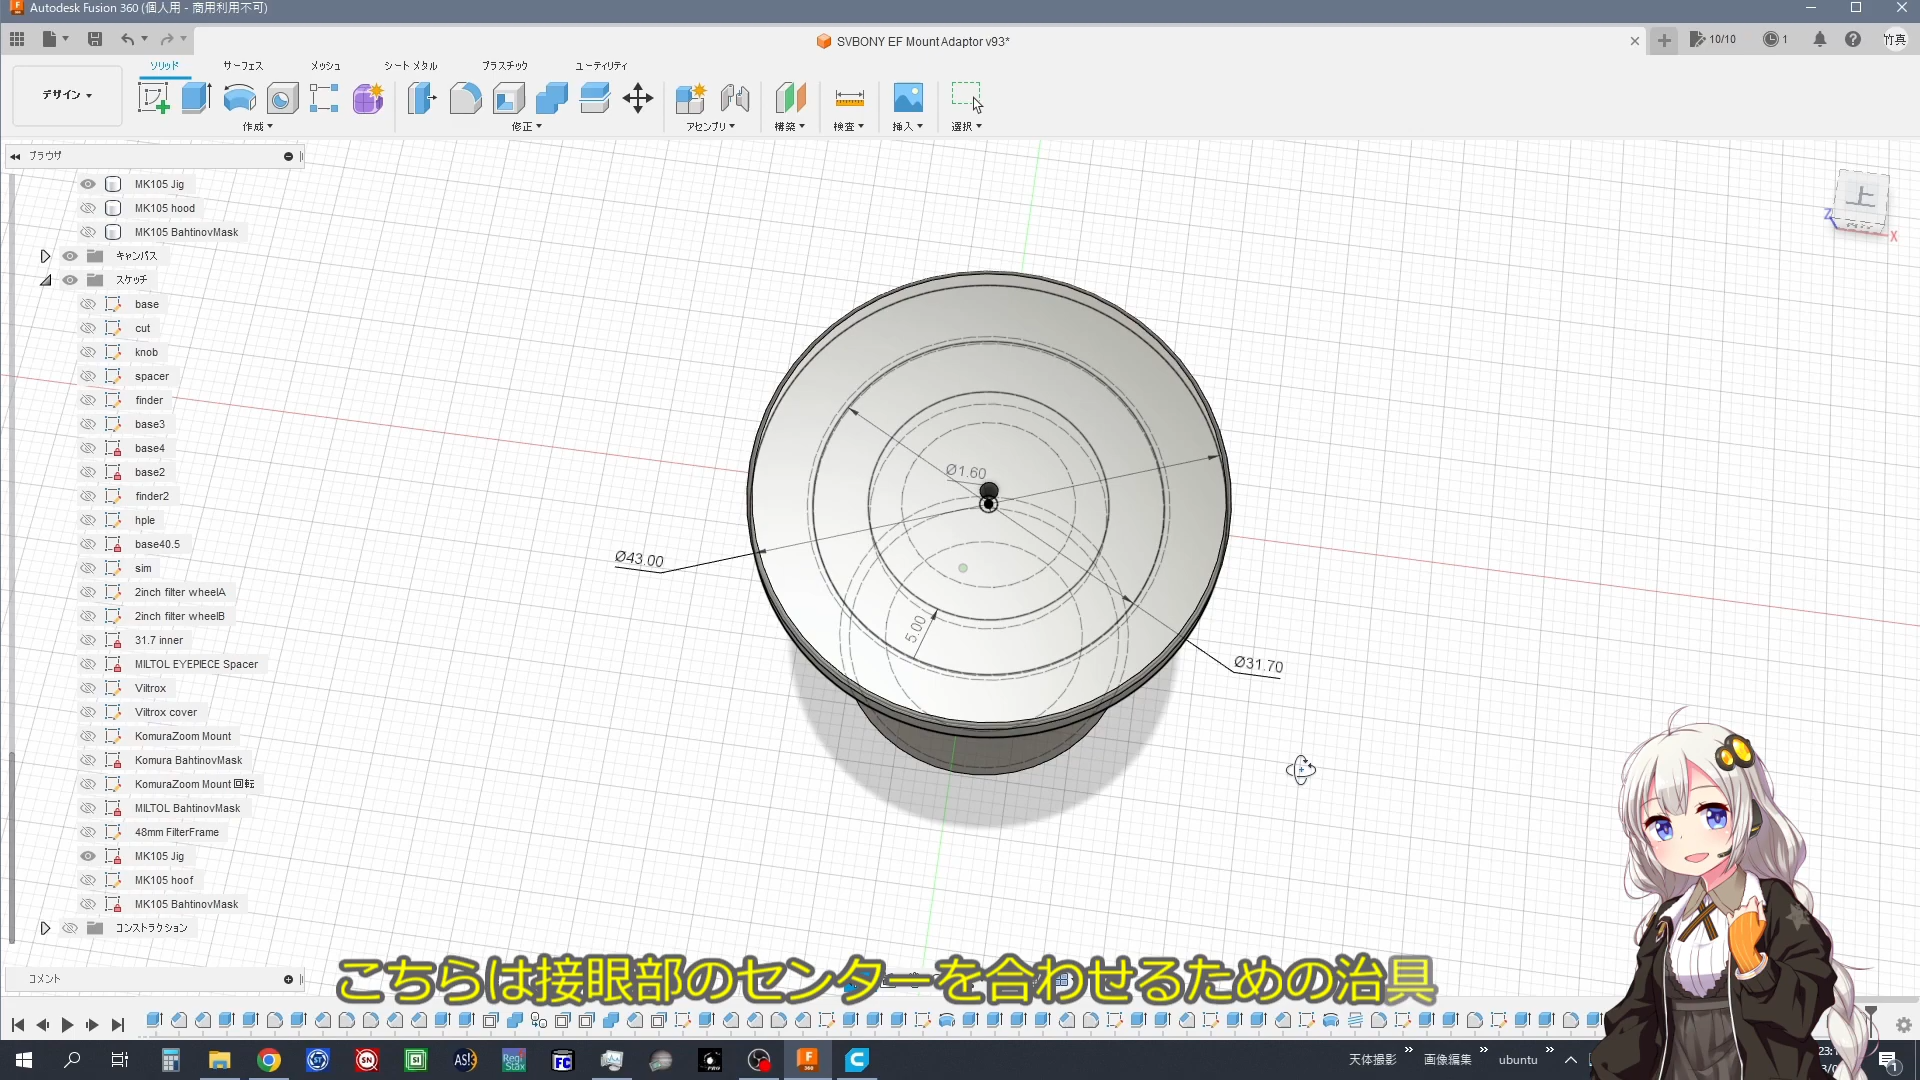 Autodesk Fusion 360 (個人用 - 商用利用不可)
SVBONY EF Mount Adaptor v93*
10/10
1
竹真
デザイン
ソリッド
サーフェス
メッシュ
シート メタル
プラスチック
ユーティリティ
作成
修正
アセンブリ
構築
検査
挿入
選択
ブラウザ
MK105 Jig
MK105 hood
MK105 BahtinovMask
キャンバス
スケッチ
base
cut
knob
spacer
finder
base3
base4
base2
finder2
hple
base40.5
sim
2inch filter wheelA
2inch filter wheelB
31.7 inner
MILTOL EYEPIECE Spacer
Viltrox
Viltrox cover
KomuraZoom Mount
Komura BahtinovMask
KomuraZoom Mount回転
MILTOL BahtinovMask
48mm FilterFrame
MK105 Jig
MK105 hoof
MK105 BahtinovMask
コンストラクション
コメント
上
Z
X
Ø1.60
Ø43.00
5.00
Ø31.70
こちらは接眼部のセンターを合わせるための治具
天体撮影
画像編集
ubuntu